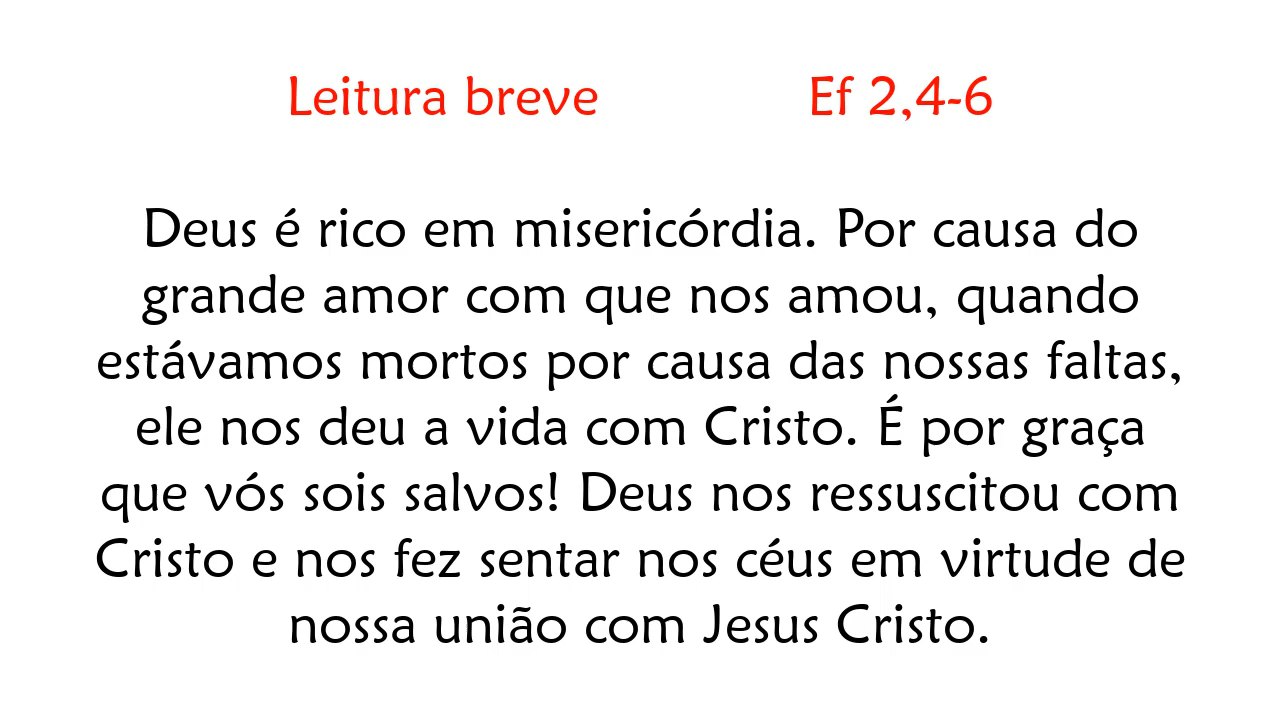 Leitura breve Ef 2,4-6
Deus é rico em misericórdia. Por causa do
grande amor com que nos amou, quando
estávamos mortos por causa das nossas faltas,
ele nos deu a vida com Cristo. É por graça
que vós sois salvos! Deus nos ressuscitou com
Cristo e nos fez sentar nos céus em virtude de
nossa união com Jesus Cristo.